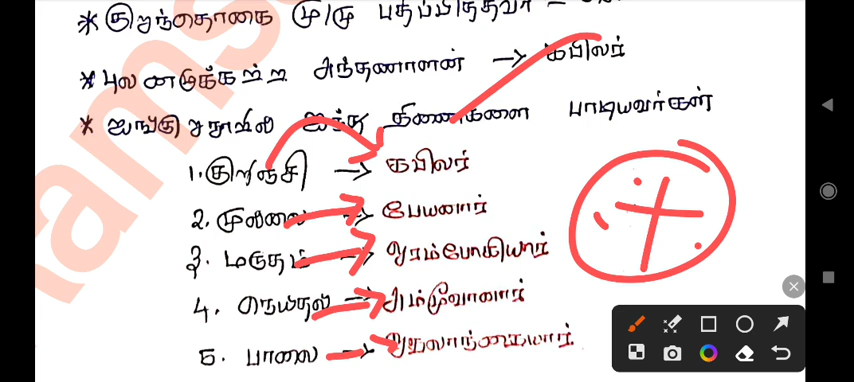 * குறுந்தொகை முழு பதிப்பித்தவர் -
* புலனழுக்கற்ற அந்தணாளன் → கபிலர்
* ஐங்குறுநூறில் ஐந்து திணைகளை பாடியவர்கள்
1. குறிஞ்சி → கபிலர்
2. முல்லை → பேயனார்
3. மருதம் → ஓரம்போகியார்
4. நெய்தல் → அம்மூவனார்
5. பாலை → ஓதலாந்தையார்